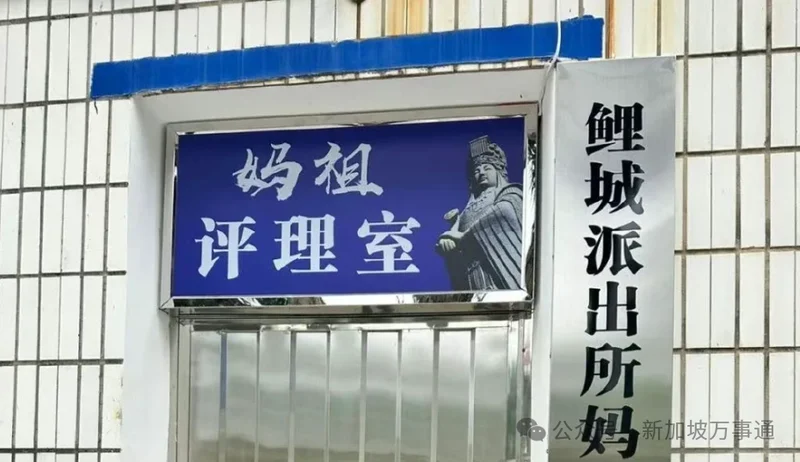 妈祖
评理室
鲤城派出所妈
公众号 新加坡万事通